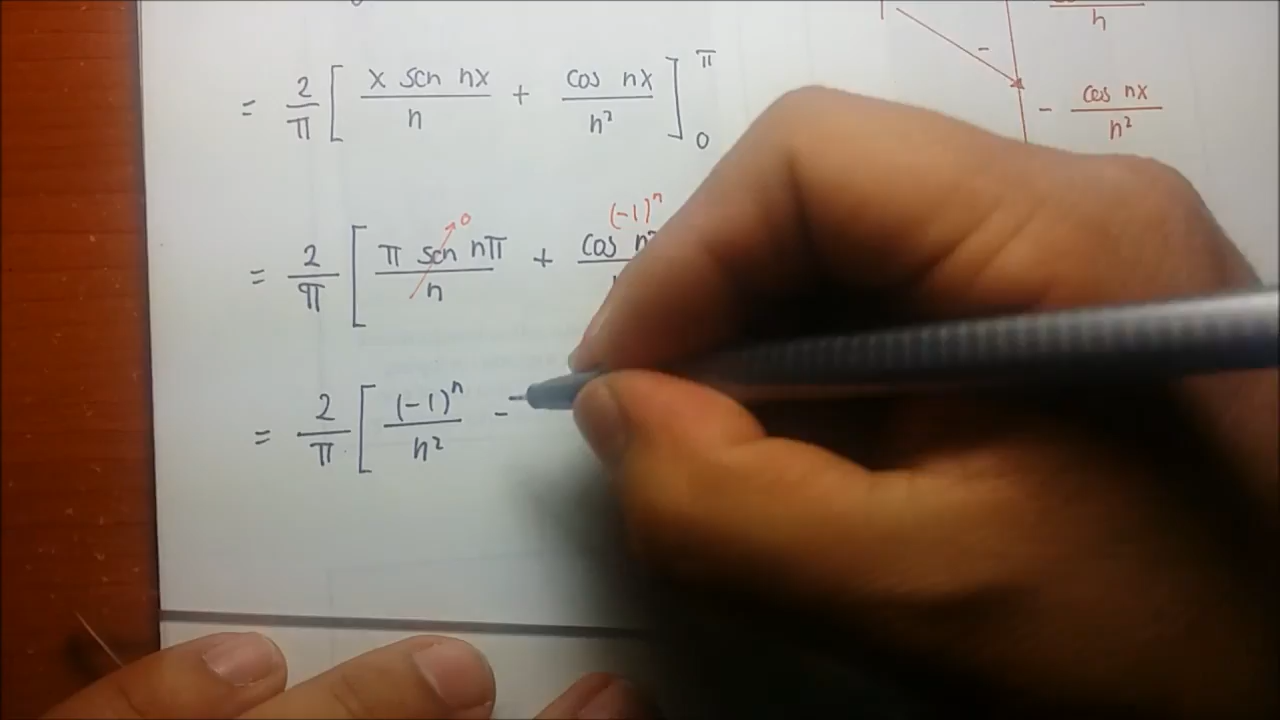 = 2/π [ x sin nx / n + cos nx / n² ]₀^π
= 2/π [ π sin nπ / n + cos n
0
(-1)ⁿ
= 2/π [ (-1)ⁿ / n² -
n
-
- cos nx / n²